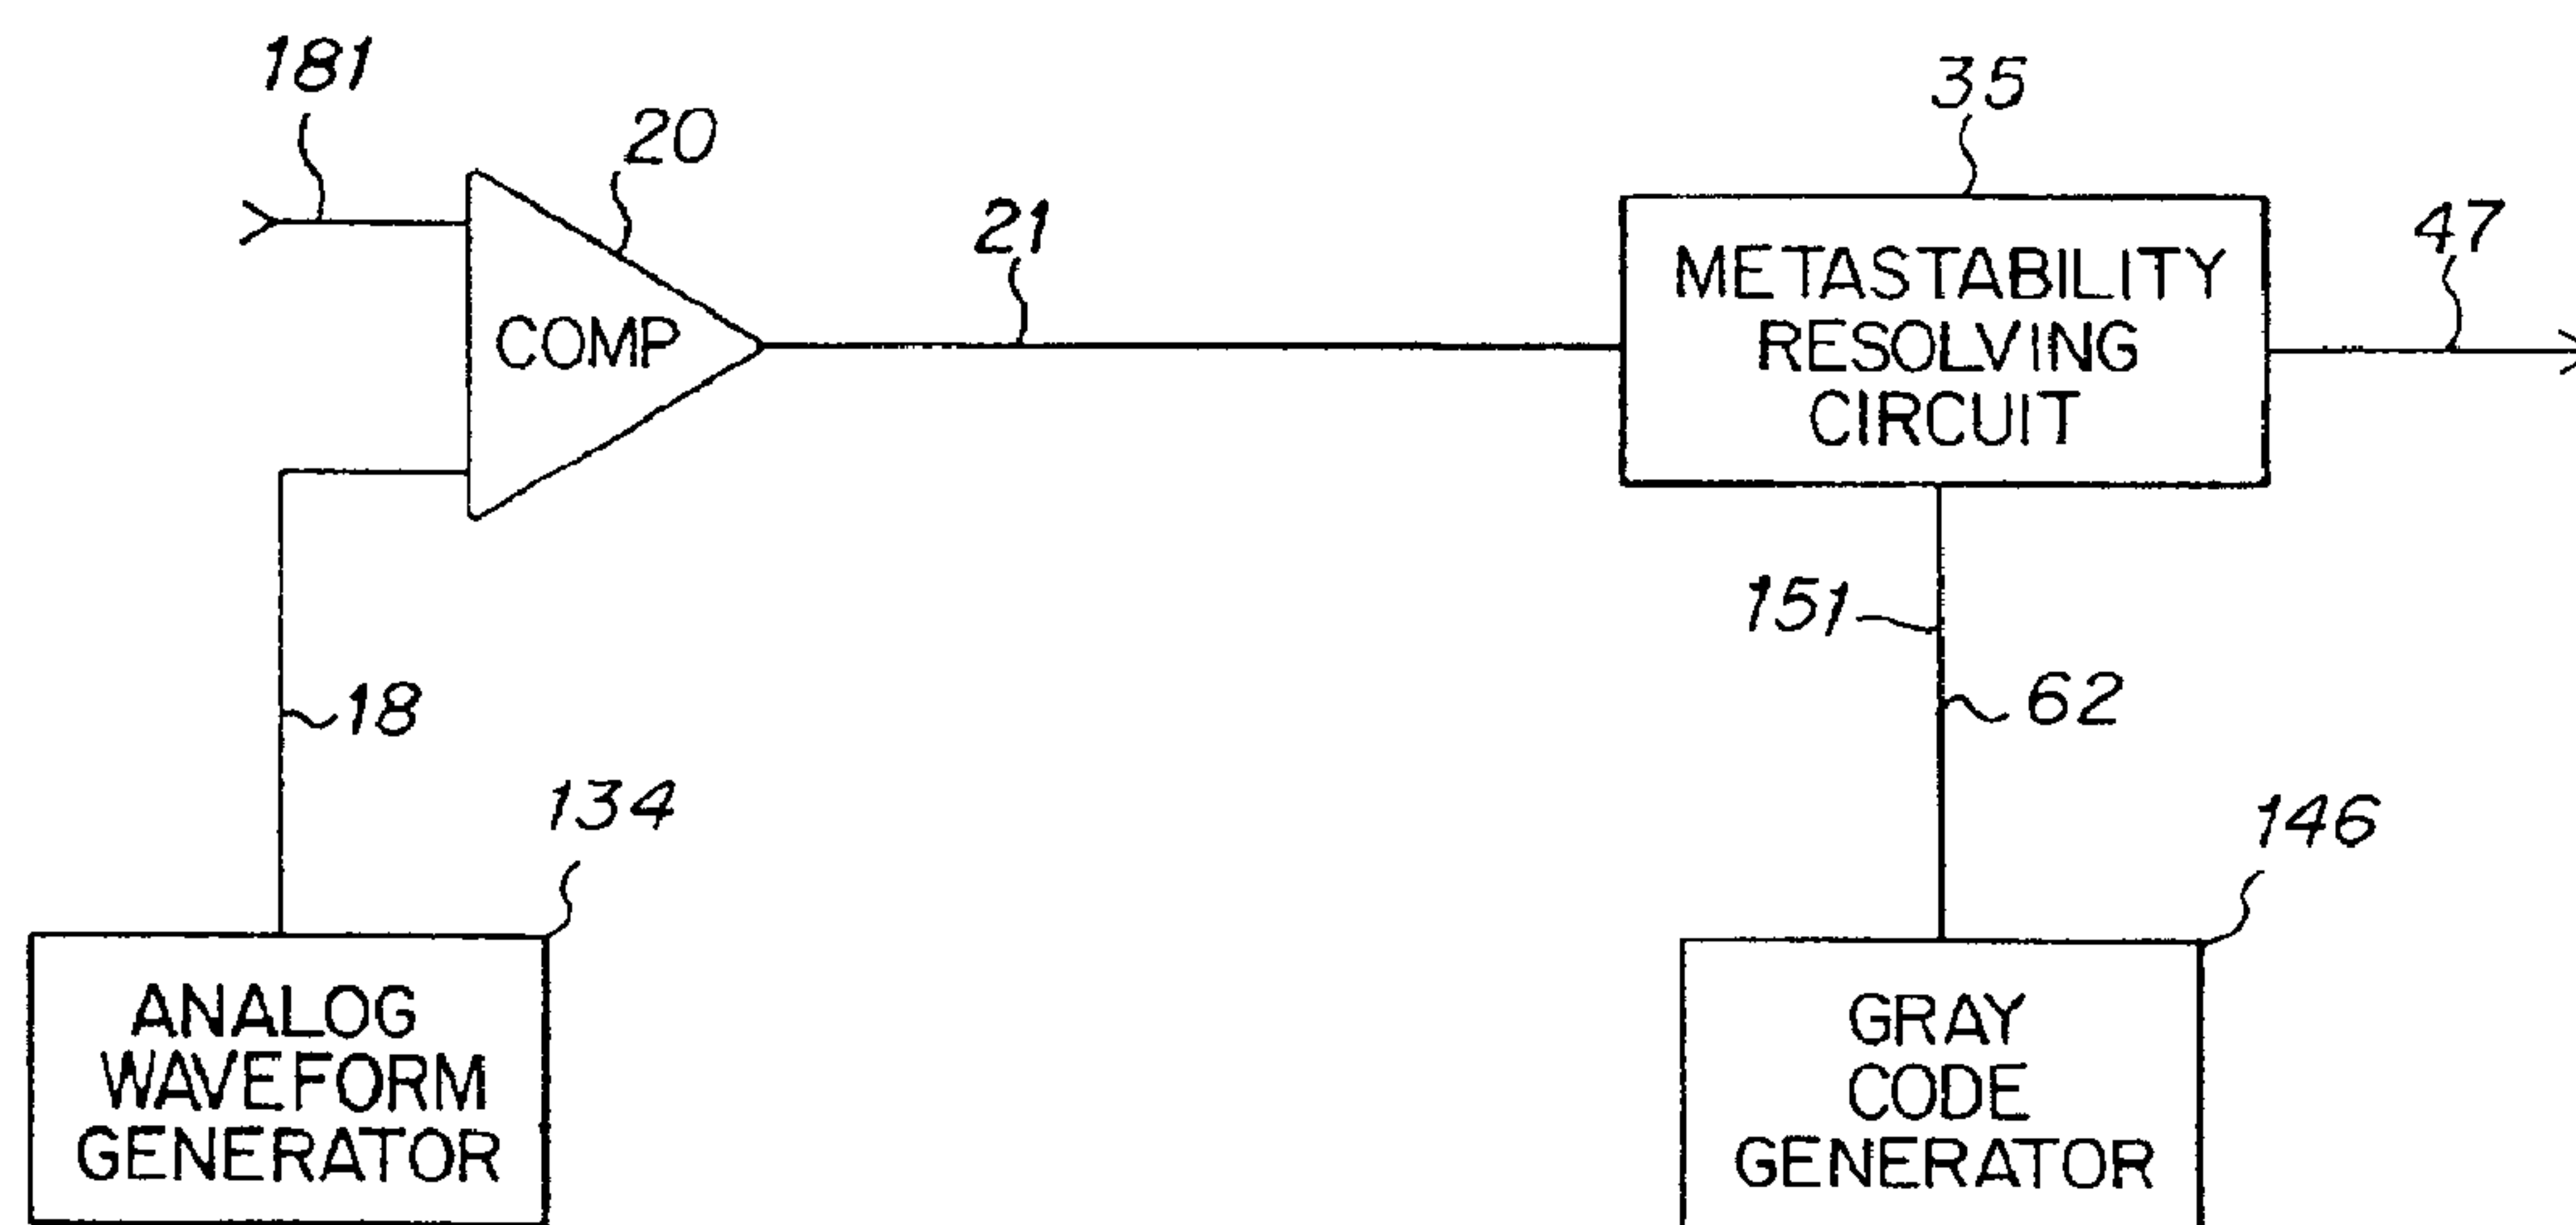 181
20
COMP
21
35
METASTABILITY
RESOLVING
CIRCUIT
47
18
151
62
134
ANALOG
WAVEFORM
GENERATOR
146
GRAY
CODE
GENERATOR